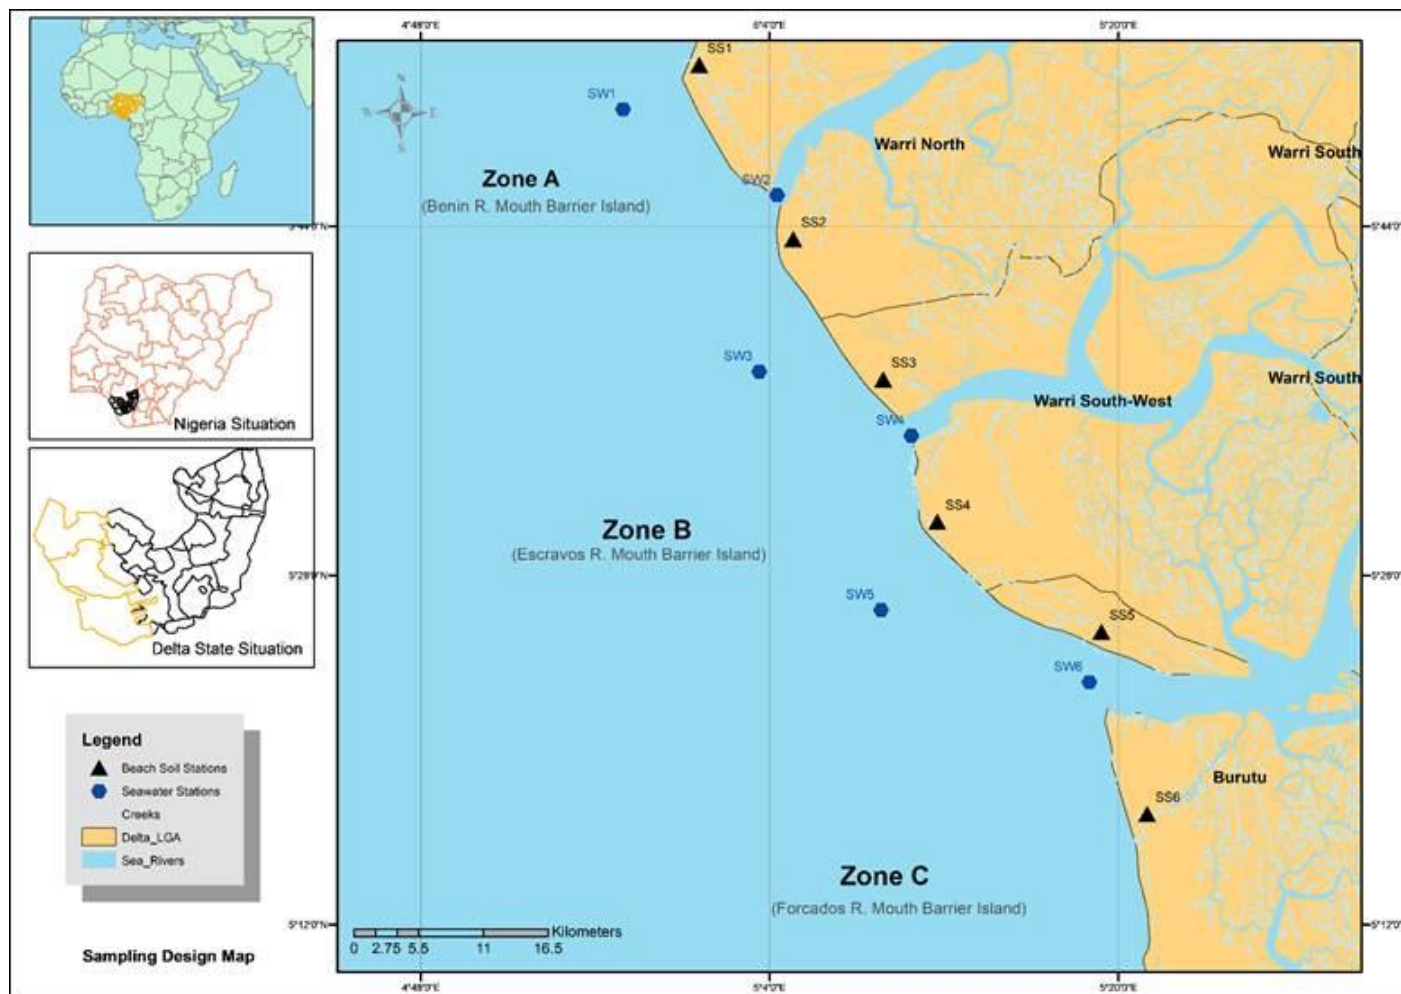 4°48'0"E
5°4'0"E
5°20'0"E
SS1
SW1
N
W
E
S
Warri North
Warri South
Zone A
(Benin R. Mouth Barrier Island)
SW2
SS2
5°44'0"N
5°44'0"
Nigeria Situation
SW3
SS3
Warri South
Warri South-West
SW4
SS4
Zone B
(Escravos R. Mouth Barrier Island)
5°28'0"N
5°28'0"
SW5
SS5
Delta State Situation
SW6
Legend
Beach Soil Stations
Seawater Stations
Creeks
Delta_LGA
Sea_Rivers
Burutu
SS6
Zone C
(Forcados R. Mouth Barrier Island)
5°12'0"N
5°12'0"
Kilometers
0 2.75 5.5 11 16.5
Sampling Design Map
4°48'0"E
5°4'0"E
5°20'0"E